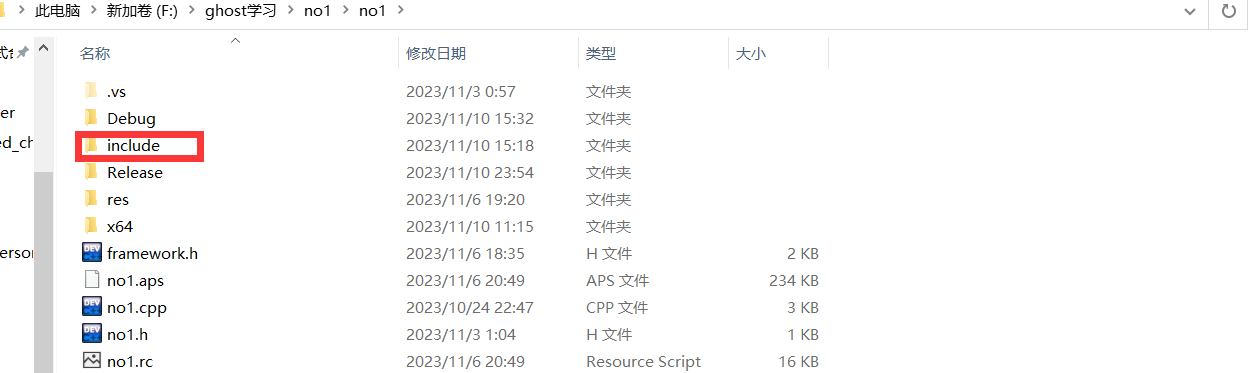 此电脑 > 新加卷 (F:) > ghost学习 > no1 > no1 >
名称 修改日期 类型 大小
.vs 2023/11/3 0:57 文件夹
Debug 2023/11/10 15:32 文件夹
include 2023/11/10 15:18 文件夹
Release 2023/11/10 23:54 文件夹
res 2023/11/6 19:20 文件夹
x64 2023/11/10 11:15 文件夹
framework.h 2023/11/6 18:35 H 文件 2 KB
no1.aps 2023/11/6 20:49 APS 文件 234 KB
no1.cpp 2023/10/24 22:47 CPP 文件 3 KB
no1.h 2023/11/3 1:04 H 文件 1 KB
no1.rc 2023/11/6 20:49 Resource Script 16 KB
er
ed_ch
erson